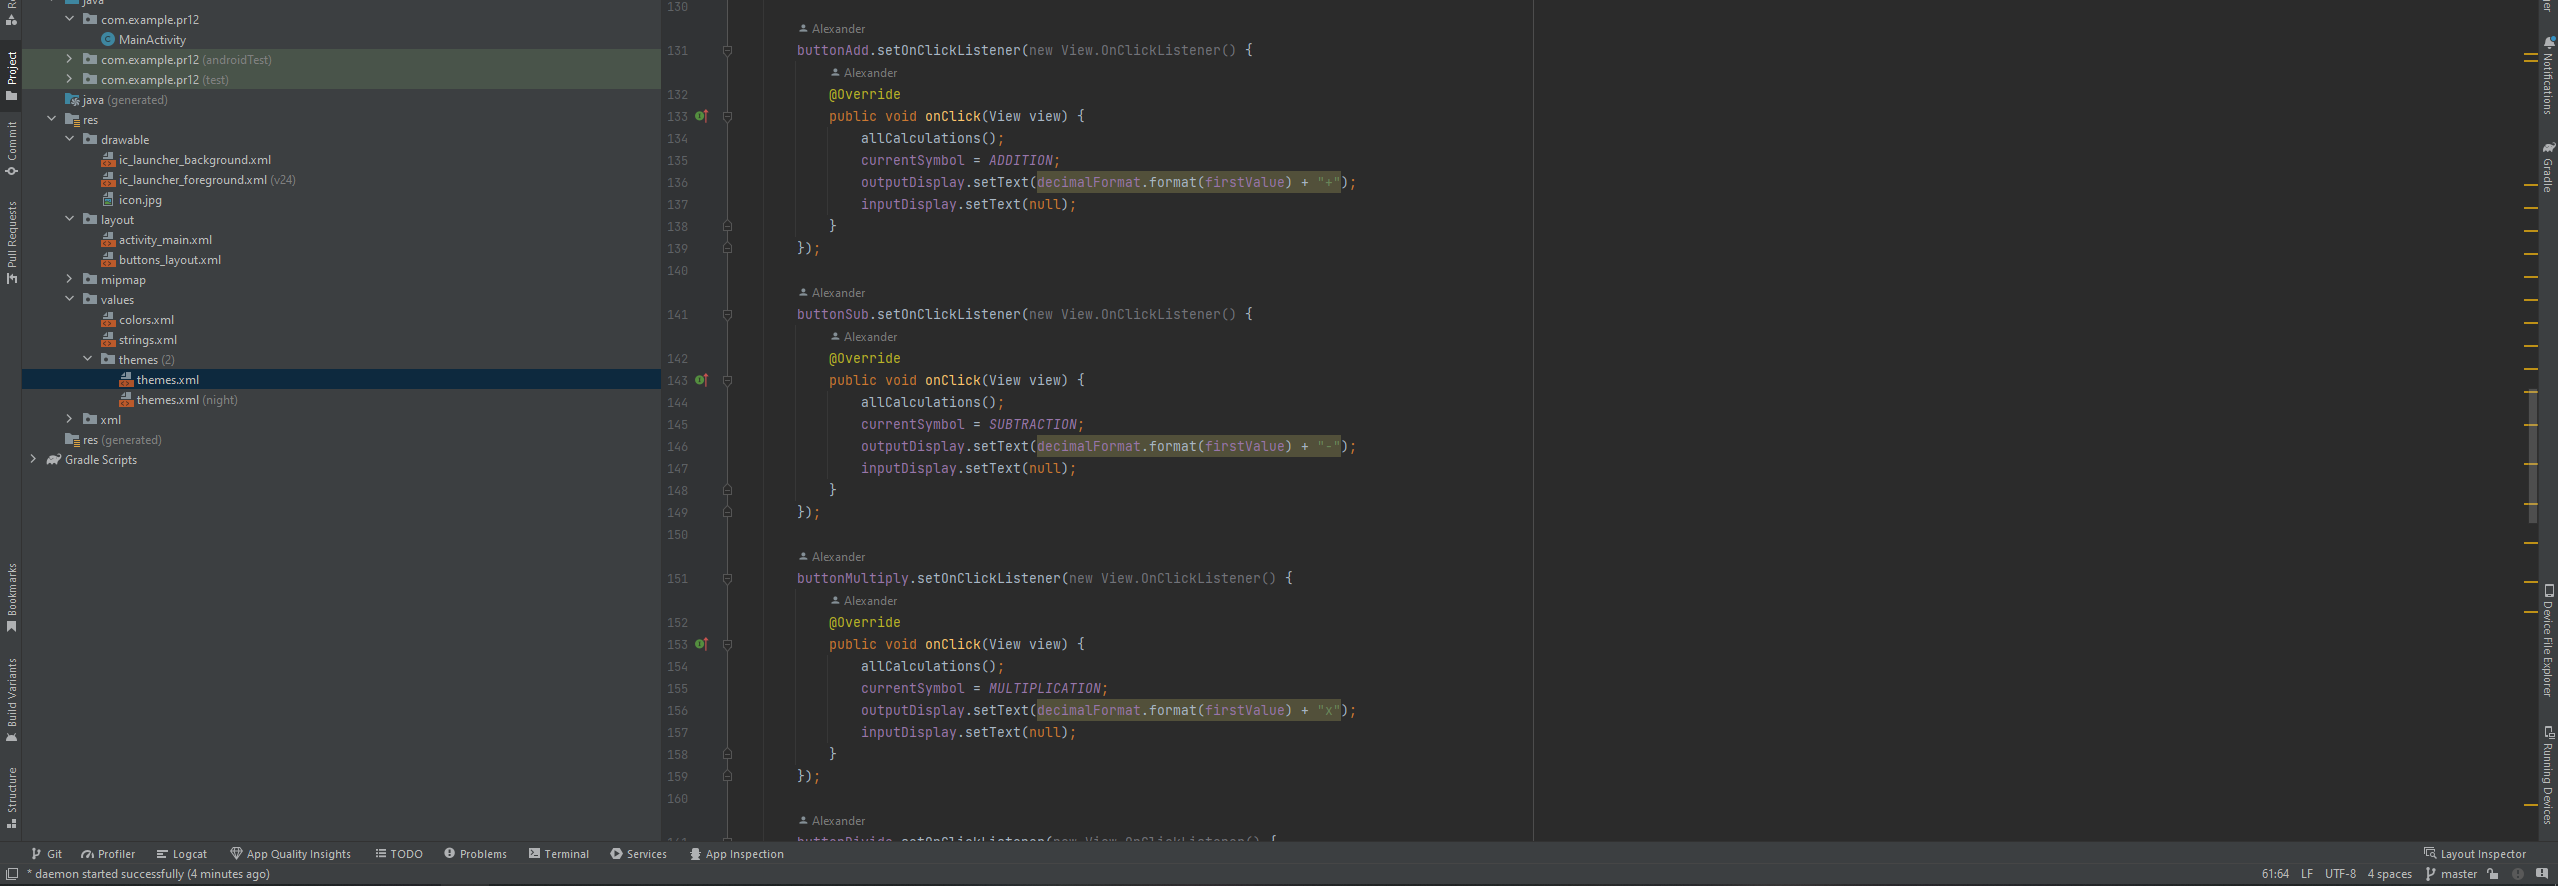 java
com.example.pr12
MainActivity
com.example.pr12 (androidTest)
com.example.pr12 (test)
java (generated)
res
drawable
ic_launcher_background.xml
ic_launcher_foreground.xml (v24)
icon.jpg
layout
activity_main.xml
buttons_layout.xml
mipmap
values
colors.xml
strings.xml
themes (2)
themes.xml
themes.xml (night)
xml
res (generated)
Gradle Scripts
Project
Commit
Pull Requests
Bookmarks
Build Variants
Structure
130
Alexander
131 buttonAdd.setOnClickListener(new View.OnClickListener() {
Alexander
132 @Override
133 public void onClick(View view) {
134 allCalculations();
135 currentSymbol = ADDITION;
136 outputDisplay.setText(decimalFormat.format(firstValue) + "+");
137 inputDisplay.setText(null);
138 }
139 });
140
Alexander
141 buttonSub.setOnClickListener(new View.OnClickListener() {
Alexander
142 @Override
143 public void onClick(View view) {
144 allCalculations();
145 currentSymbol = SUBTRACTION;
146 outputDisplay.setText(decimalFormat.format(firstValue) + "-");
147 inputDisplay.setText(null);
148 }
149 });
150
Alexander
151 buttonMultiply.setOnClickListener(new View.OnClickListener() {
Alexander
152 @Override
153 public void onClick(View view) {
154 allCalculations();
155 currentSymbol = MULTIPLICATION;
156 outputDisplay.setText(decimalFormat.format(firstValue) + "x");
157 inputDisplay.setText(null);
158 }
159 });
160
Alexander
buttonDivide.setOnClickListener(new View.OnClickListener() {
Notifications
Gradle
Device File Explorer
Running Devices
Git Profiler Logcat App Quality Insights TODO Problems Terminal Services App Inspection Layout Inspector
* daemon started successfully (4 minutes ago) 61:64 LF UTF-8 4 spaces master